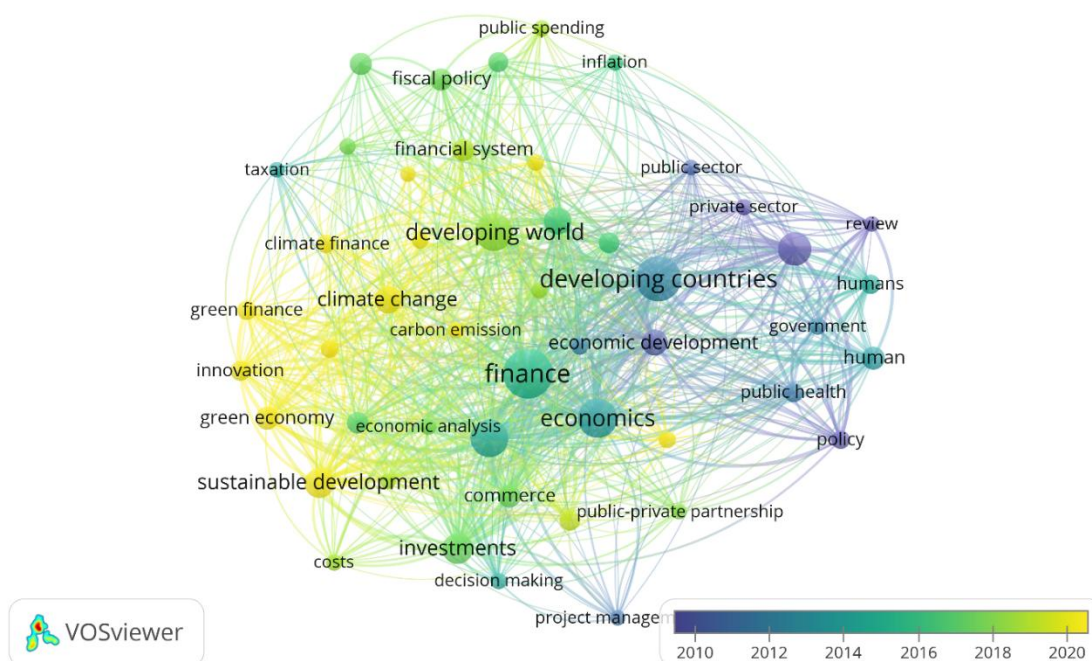 public spending
inflation
fiscal policy
financial system
taxation
public sector
private sector
review
developing world
climate finance
developing countries
humans
climate change
green finance
government
carbon emission
economic development
human
innovation
finance
public health
green economy
economics
economic analysis
policy
sustainable development
commerce
public-private partnership
investments
costs
decision making
project managem
VOSviewer
2010 2012 2014 2016 2018 2020